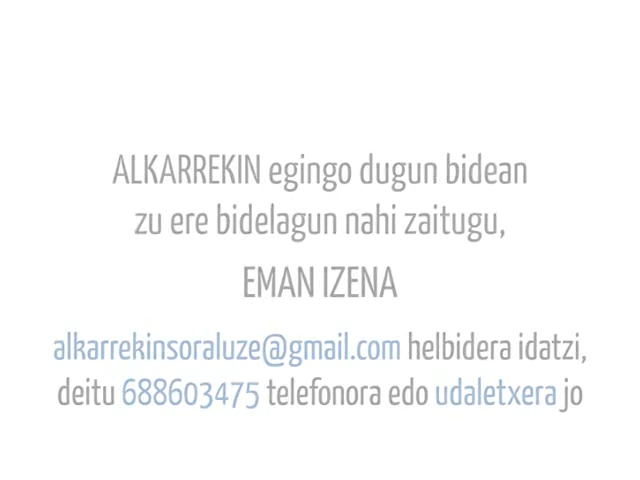 ALKARREKIN egingo dugun bidean
zu ere bidelagun nahi zaitugu,
EMAN IZENA
alkarrekinsoraluze@gmail.com helbidera idatzi,
deitu 688603475 telefonora edo udaletxera jo